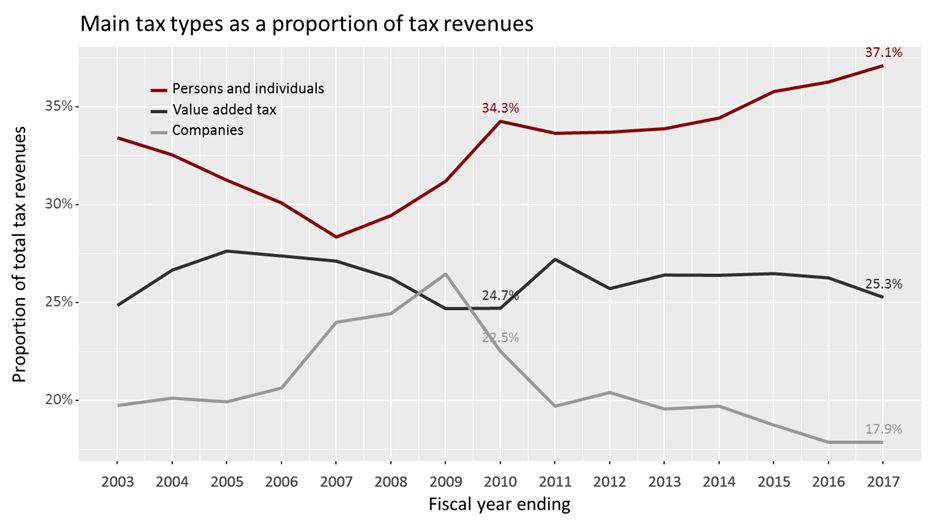 Main tax types as a proportion of tax revenues
37.1%
Persons and individuals
Value added tax
Companies
34.3%
35%
30%
25%
20%
24.7%
25.3%
22.5%
17.9%
Proportion of total tax revenues
2003 2004 2005 2006 2007 2008 2009 2010 2011 2012 2013 2014 2015 2016 2017
Fiscal year ending